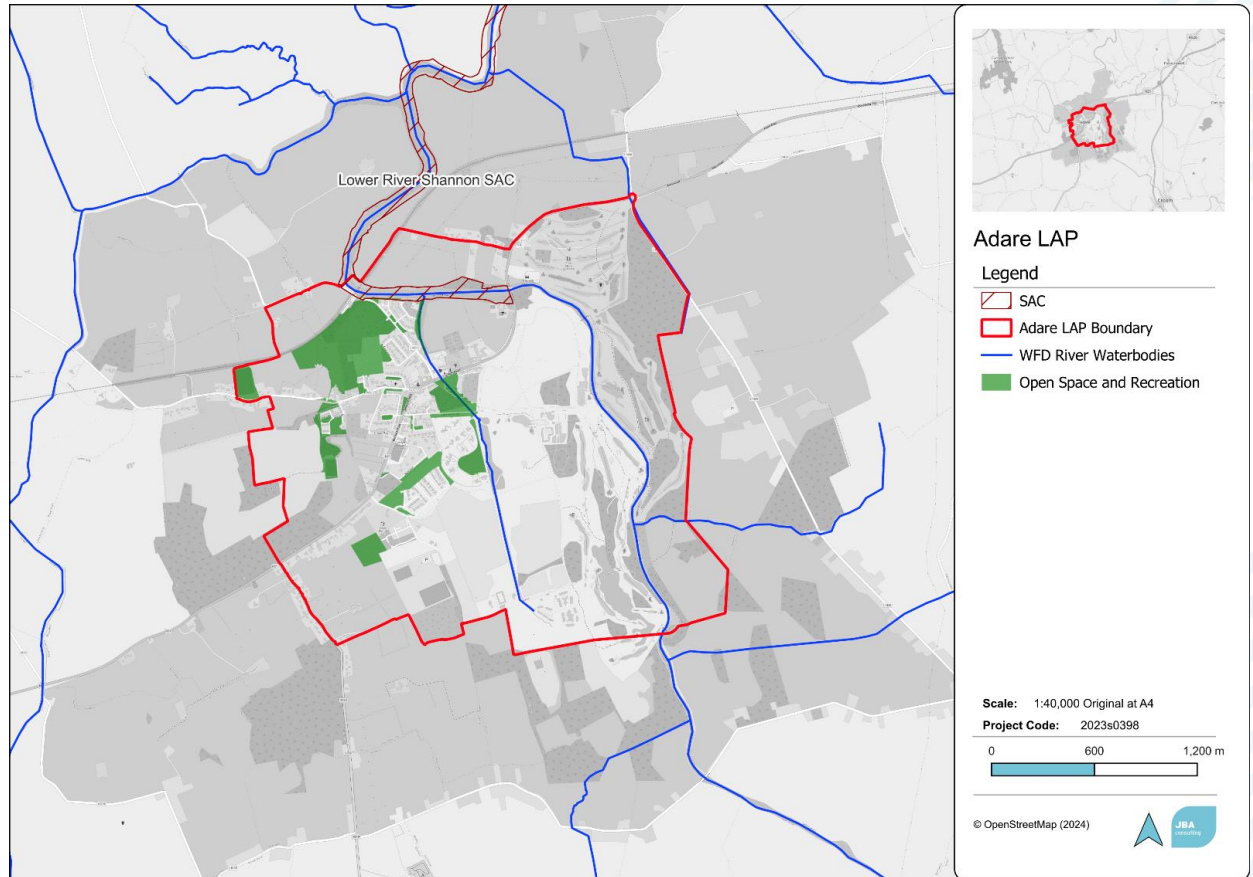 Lower River Shannon SAC
Adare LAP
Legend
SAC
Adare LAP Boundary
WFD River Waterbodies
Open Space and Recreation
Scale: 1:40,000 Original at A4
Project Code: 2023s0398
0 600 1,200 m
© OpenStreetMap (2024)
JBA
consulting